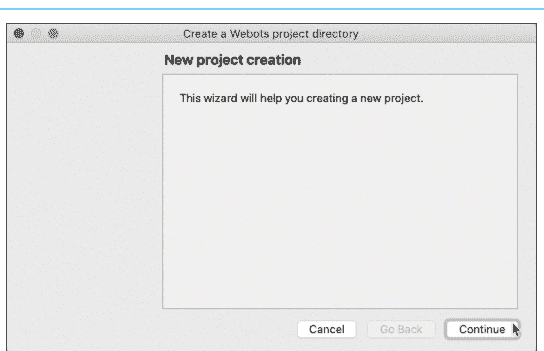 Create a Webots project directory
New project creation
This wizard will help you creating a new project.
Cancel
Go Back
Continue